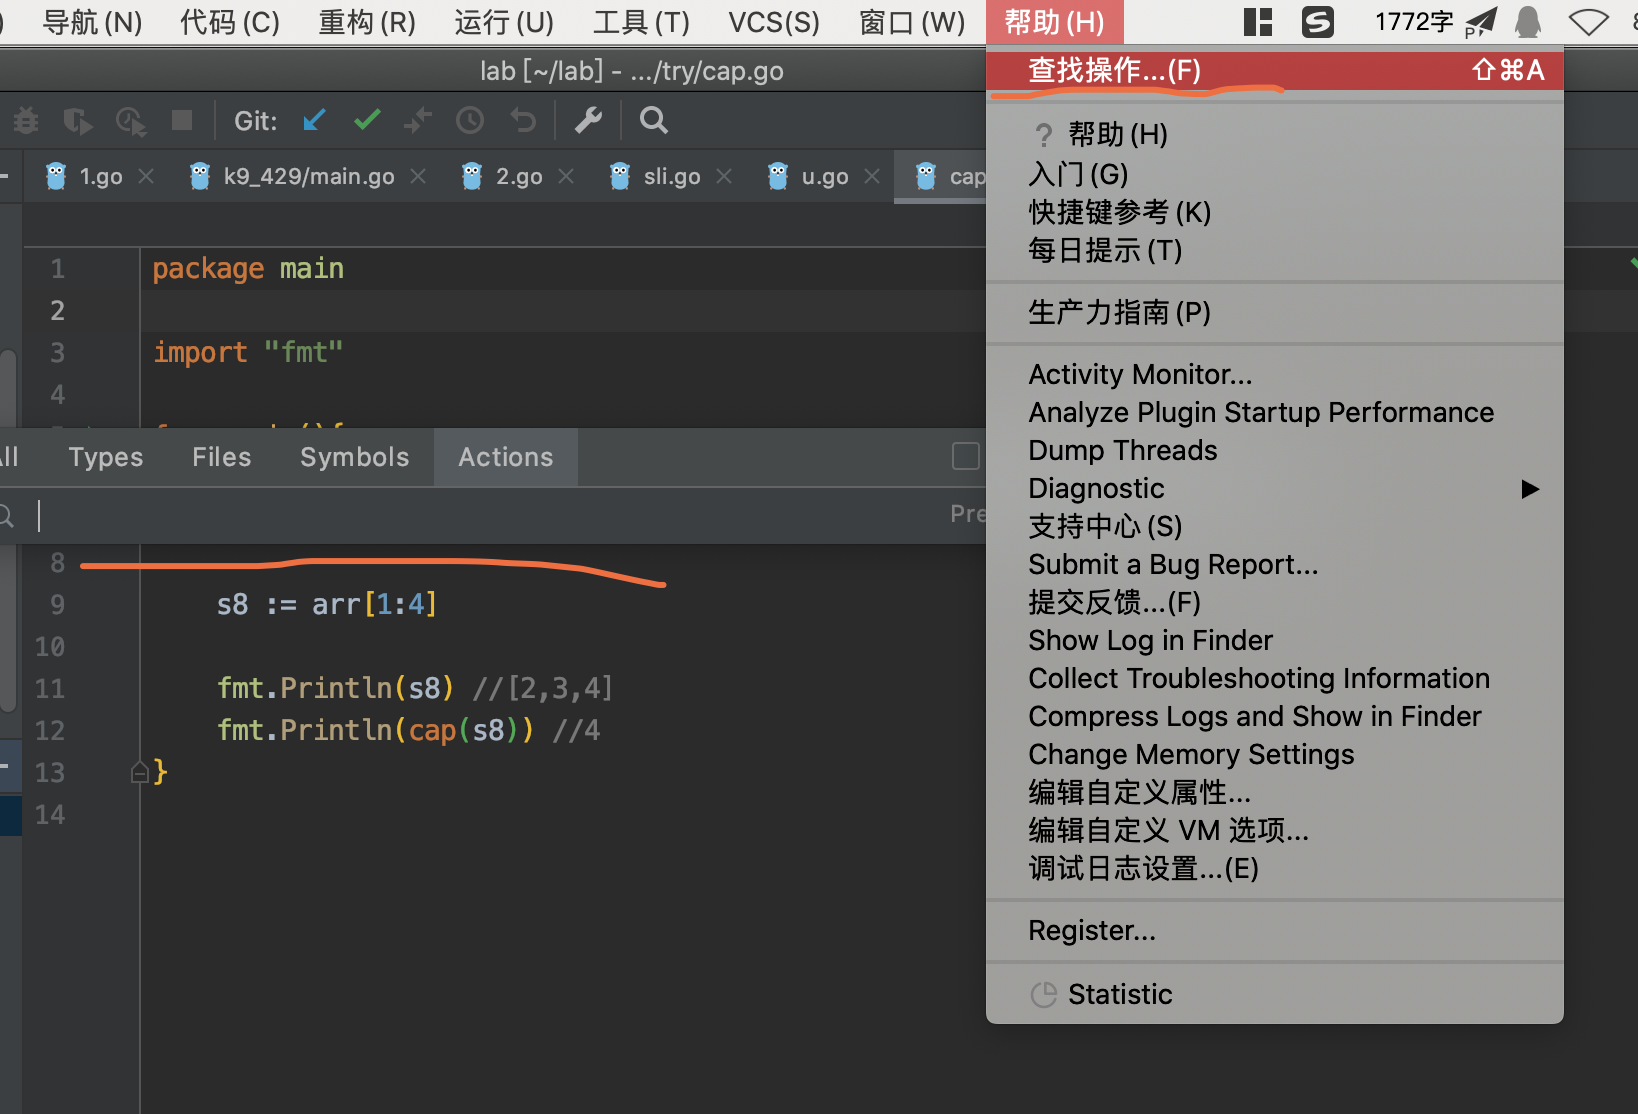 导航(N) 代码(C) 重构(R) 运行(U) 工具(T) VCS(S) 窗口(W) 帮助(H) 1772字
lab [~/lab] - .../try/cap.go
Git:
1.go k9_429/main.go 2.go sli.go u.go cap
1 package main
2
3 import "fmt"
4
Types Files Symbols Actions
Pre
8
9 s8 := arr[1:4]
10
11 fmt.Println(s8) //[2,3,4]
12 fmt.Println(cap(s8)) //4
13 }
14
查找操作...(F) ⇧⌘A
? 帮助(H)
入门(G)
快捷键参考(K)
每日提示(T)
生产力指南(P)
Activity Monitor...
Analyze Plugin Startup Performance
Dump Threads
Diagnostic ▶
支持中心(S)
Submit a Bug Report...
提交反馈...(F)
Show Log in Finder
Collect Troubleshooting Information
Compress Logs and Show in Finder
Change Memory Settings
编辑自定义属性...
编辑自定义 VM 选项...
调试日志设置...(E)
Register...
Statistic